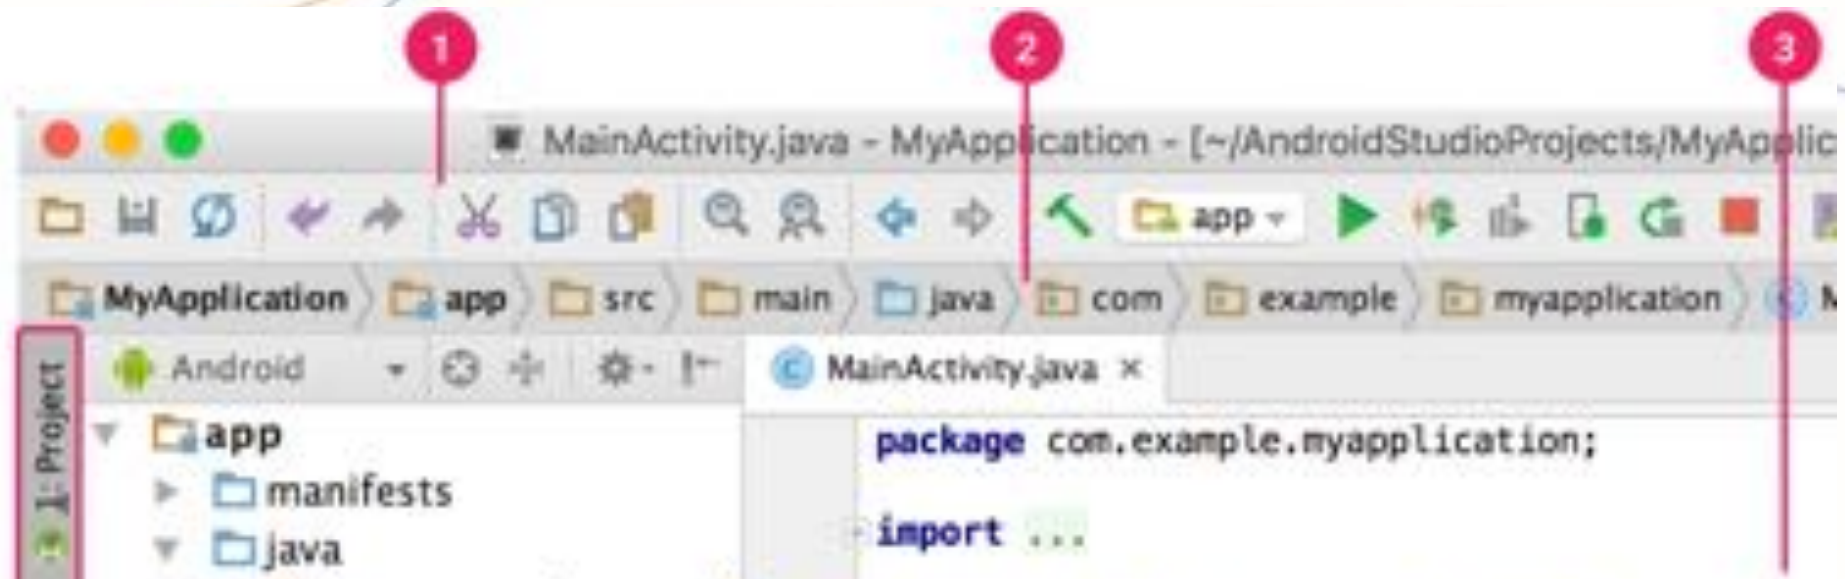 1 2 3
MainActivity.java - MyApplication - [~/AndroidStudioProjects/MyApplic
app
MyApplication app src main java com example myapplication M
1: Project
Android
MainActivity.java ×
app
manifests
java
package com.example.myapplication;
import ...